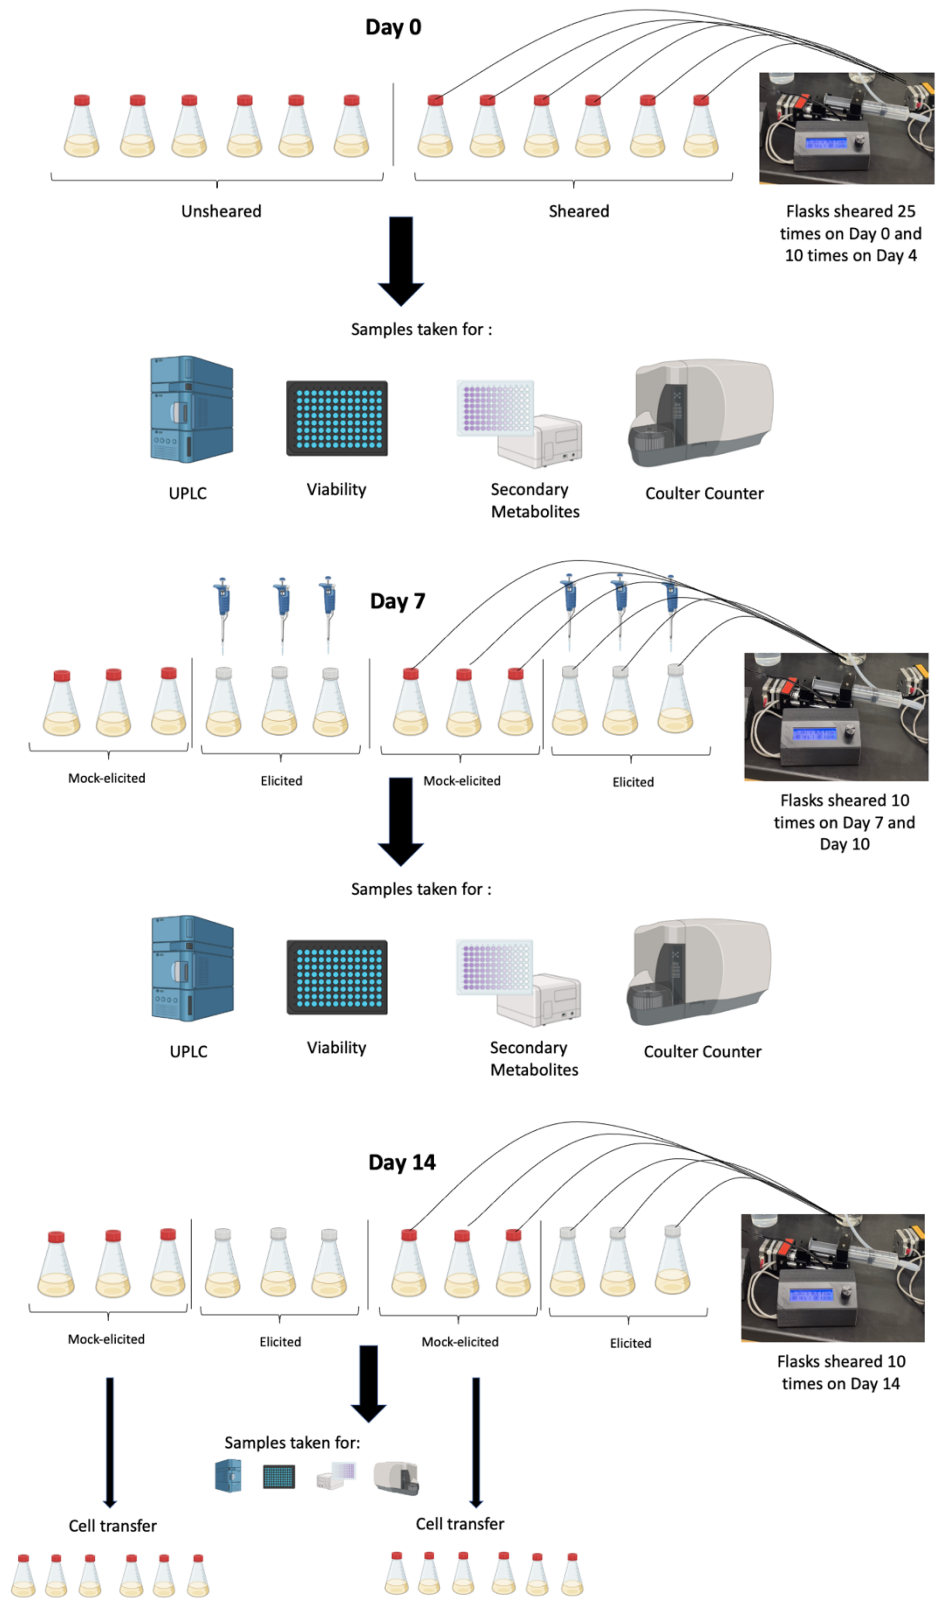 Day 0
Unsheared
Sheared
Flasks sheared 25
times on Day 0 and
10 times on Day 4
Samples taken for :
UPLC
Viability
Secondary
Metabolites
Coulter Counter
Day 7
Mock-elicited
Elicited
Mock-elicited
Elicited
Flasks sheared 10
times on Day 7 and
Day 10
Samples taken for :
UPLC
Viability
Secondary
Metabolites
Coulter Counter
Day 14
Mock-elicited
Elicited
Mock-elicited
Elicited
Flasks sheared 10
times on Day 14
Samples taken for:
Cell transfer
Cell transfer